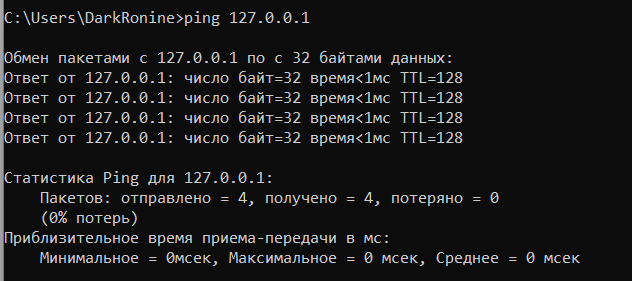 C:\Users\DarkRonine>ping 127.0.0.1
Обмен пакетами с 127.0.0.1 по с 32 байтами данных:
Ответ от 127.0.0.1: число байт=32 время<1мс TTL=128
Ответ от 127.0.0.1: число байт=32 время<1мс TTL=128
Ответ от 127.0.0.1: число байт=32 время<1мс TTL=128
Ответ от 127.0.0.1: число байт=32 время<1мс TTL=128
Статистика Ping для 127.0.0.1:
Пакетов: отправлено = 4, получено = 4, потеряно = 0
(0% потерь)
Приблизительное время приема-передачи в мс:
Минимальное = 0мсек, Максимальное = 0 мсек, Среднее = 0 мсек